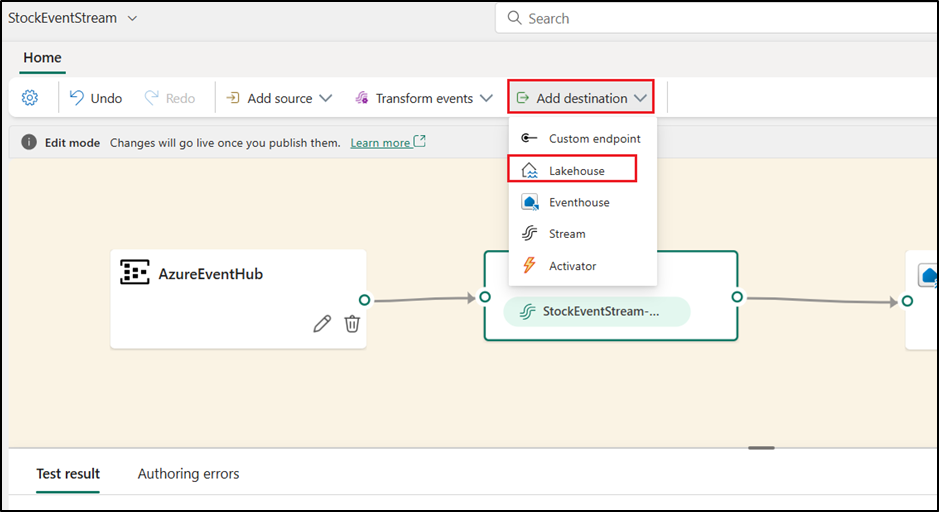 StockEventStream
Search
Home
Undo
Redo
Add source
Transform events
Add destination
Edit mode Changes will go live once you publish them. Learn more
Custom endpoint
Lakehouse
Eventhouse
Stream
Activator
AzureEventHub
StockEventStream-...
Test result
Authoring errors